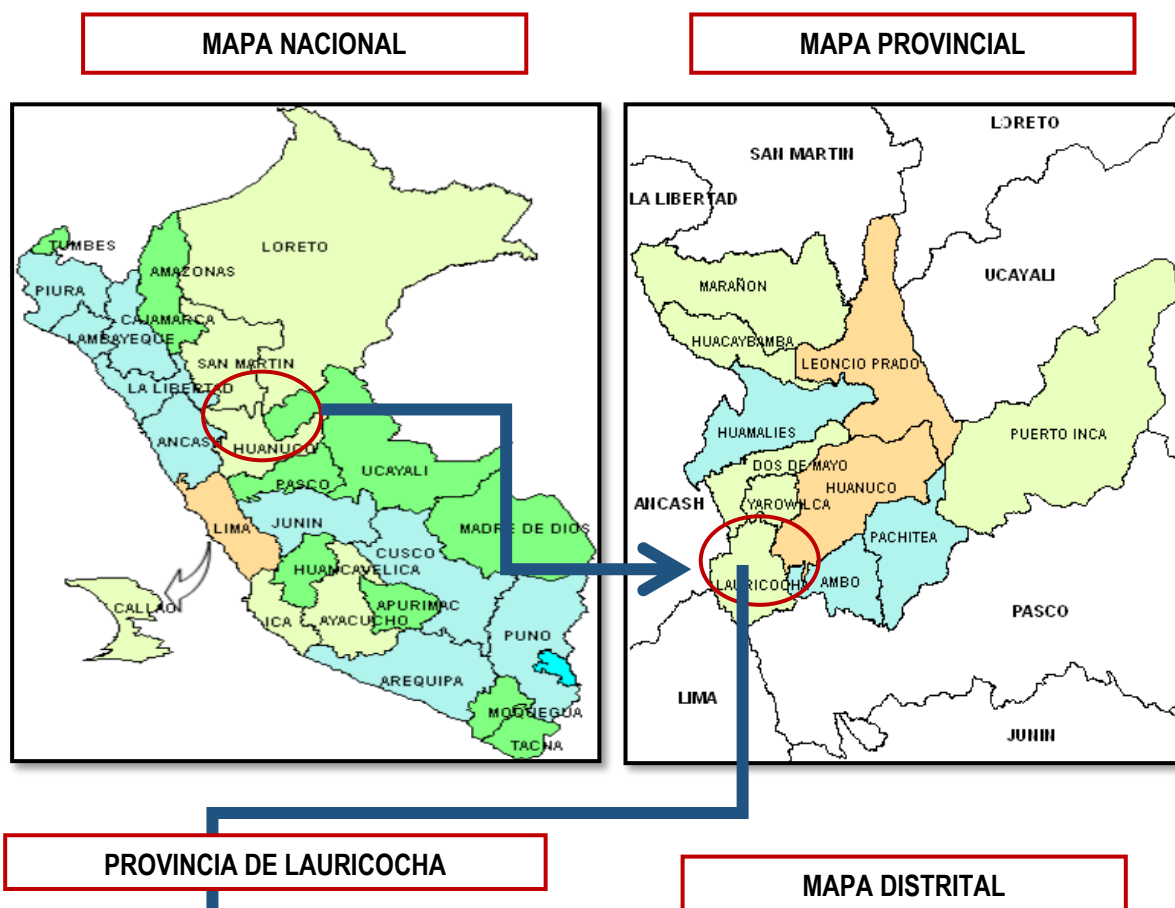 MAPA NACIONAL
MAPA PROVINCIAL
TUMBES
LORETO
AMAZONAS
PIURA
CAJAMARCA
LAMBAYEQUE
SAN MARTIN
LA LIBERTAD
ANCASH
HUANUCO
UCAYALI
PASCO
LIMA
JUNIN
MADRE DE DIOS
CUSCO
HUANCAVELICA
CALLAO
APURIMAC
ICA
AYACUCHO
PUNO
AREQUIPA
MOQUEGUA
TACNA
LORETO
SAN MARTIN
LA LIBERTAD
UCAYALI
MARAÑON
HUACAYBAMBA
LEONCIO PRADO
HUAMALIES
PUERTO INCA
DOS DE MAYO
HUANUCO
ANCASH
YAROWILCA
PACHITEA
LAURICOCHA
AMBO
PASCO
LIMA
JUNIN
PROVINCIA DE LAURICOCHA
MAPA DISTRITAL